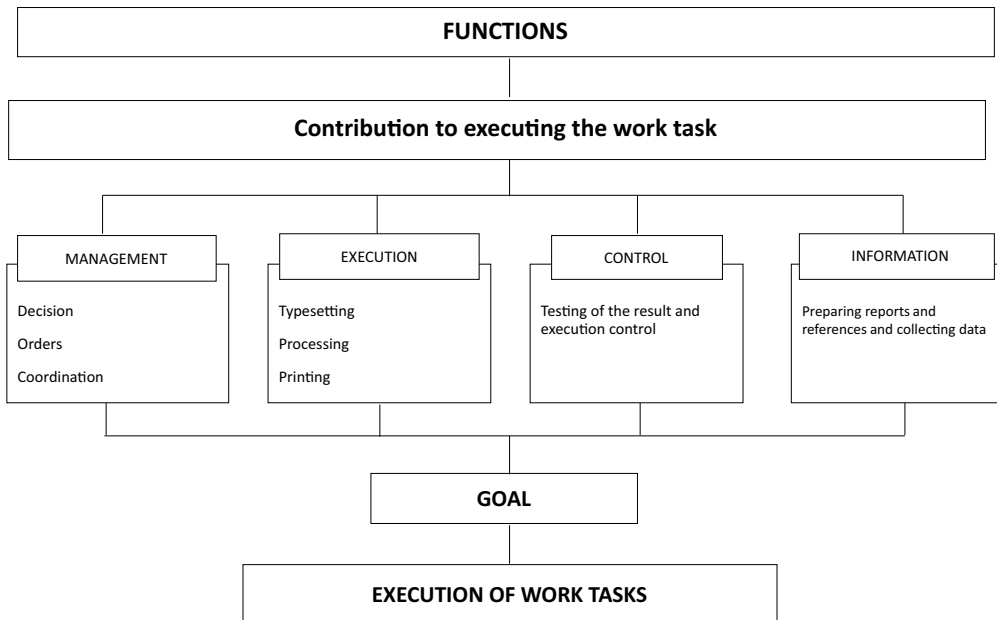 FUNCTIONS
Contribution to executing the work task
MANAGEMENT
Decision
Orders
Coordination
EXECUTION
Typesetting
Processing
Printing
CONTROL
Testing of the result and
execution control
INFORMATION
Preparing reports and
references and collecting data
GOAL
EXECUTION OF WORK TASKS